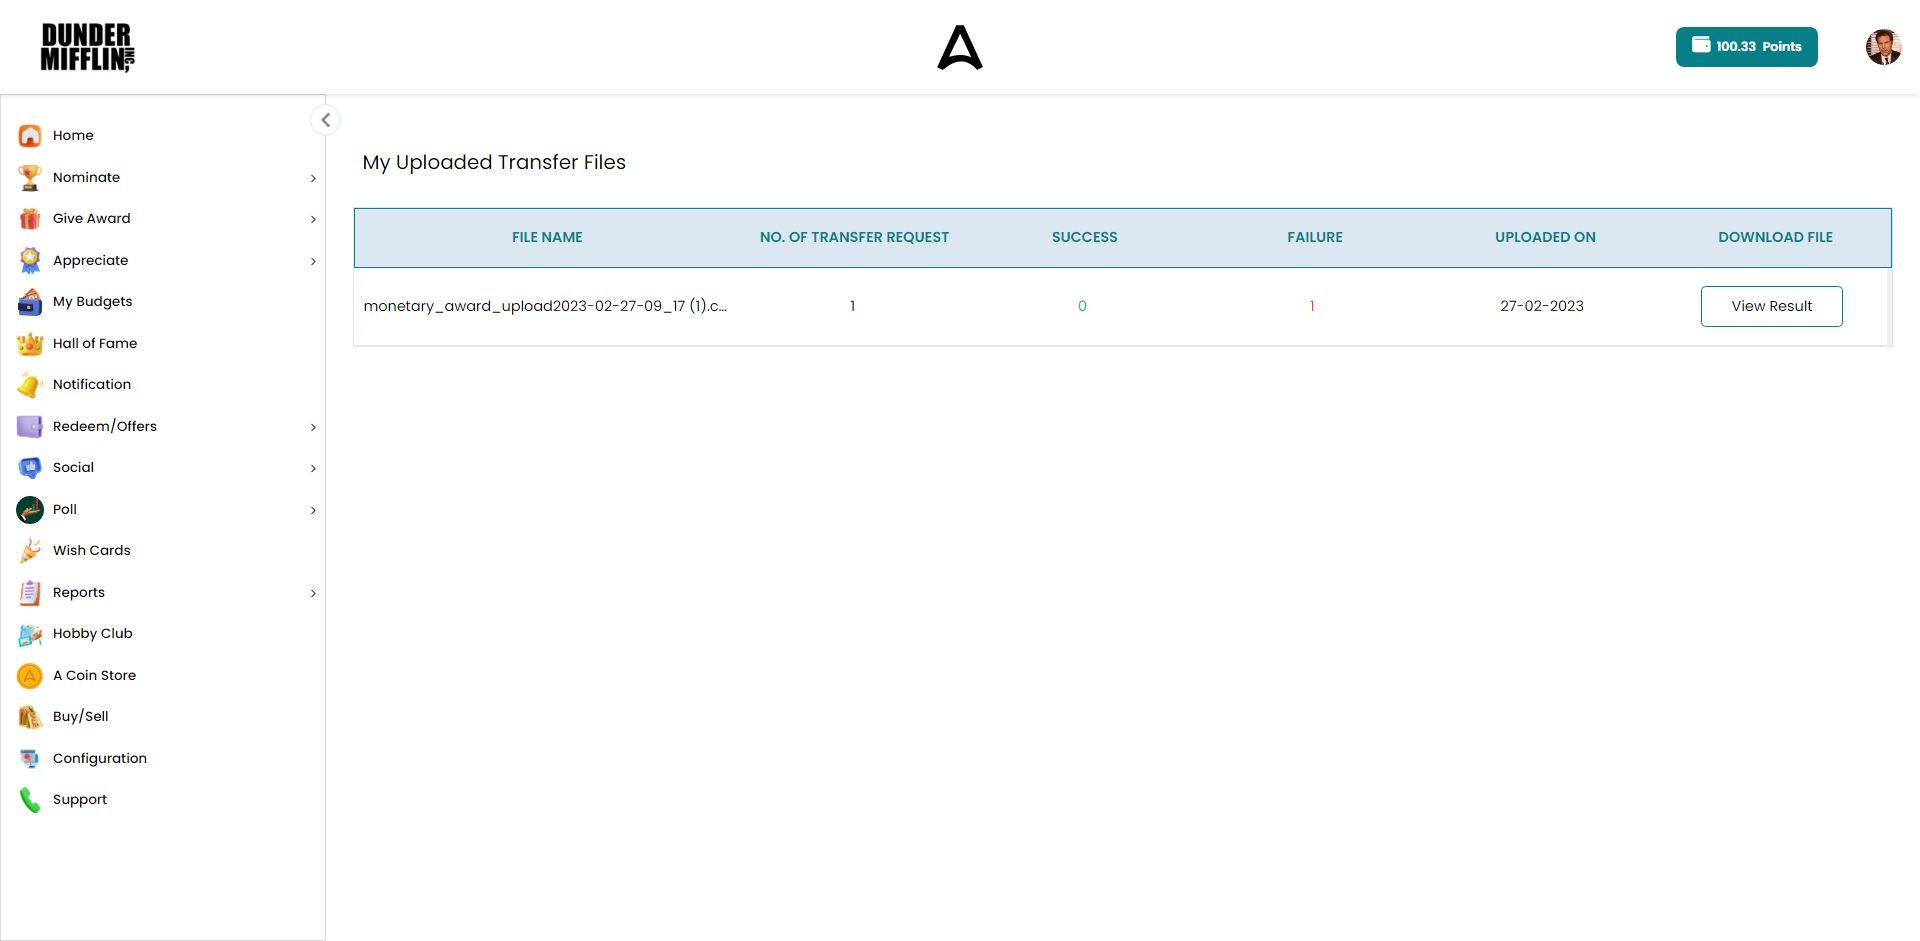 DUNDER
MIFFLIN INC,
100.33 Points
Home
Nominate
Give Award
Appreciate
My Budgets
Hall of Fame
Notification
Redeem/Offers
Social
Poll
Wish Cards
Reports
Hobby Club
A Coin Store
Buy/Sell
Configuration
Support
My Uploaded Transfer Files
FILE NAME NO. OF TRANSFER REQUEST SUCCESS FAILURE UPLOADED ON DOWNLOAD FILE
monetary_award_upload2023-02-27-09_17 (1).c... 1 0 1 27-02-2023 View Result